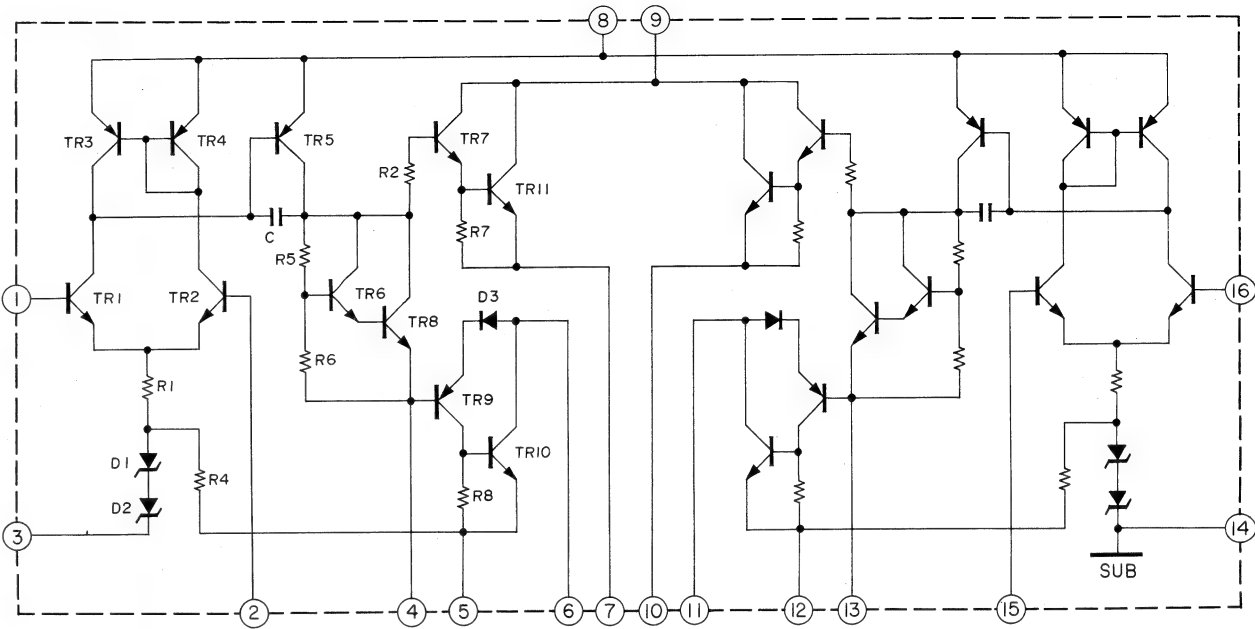 8 9
TR3 TR4 TR5 TR7
R2 TR11
C R7
R5
1 TR1 TR2 TR6 D3 16
TR8
R6
R1 TR9
D1 R4 TR10
D2 R8
3 14
SUB
2 4 5 6 7 10 11 12 13 15